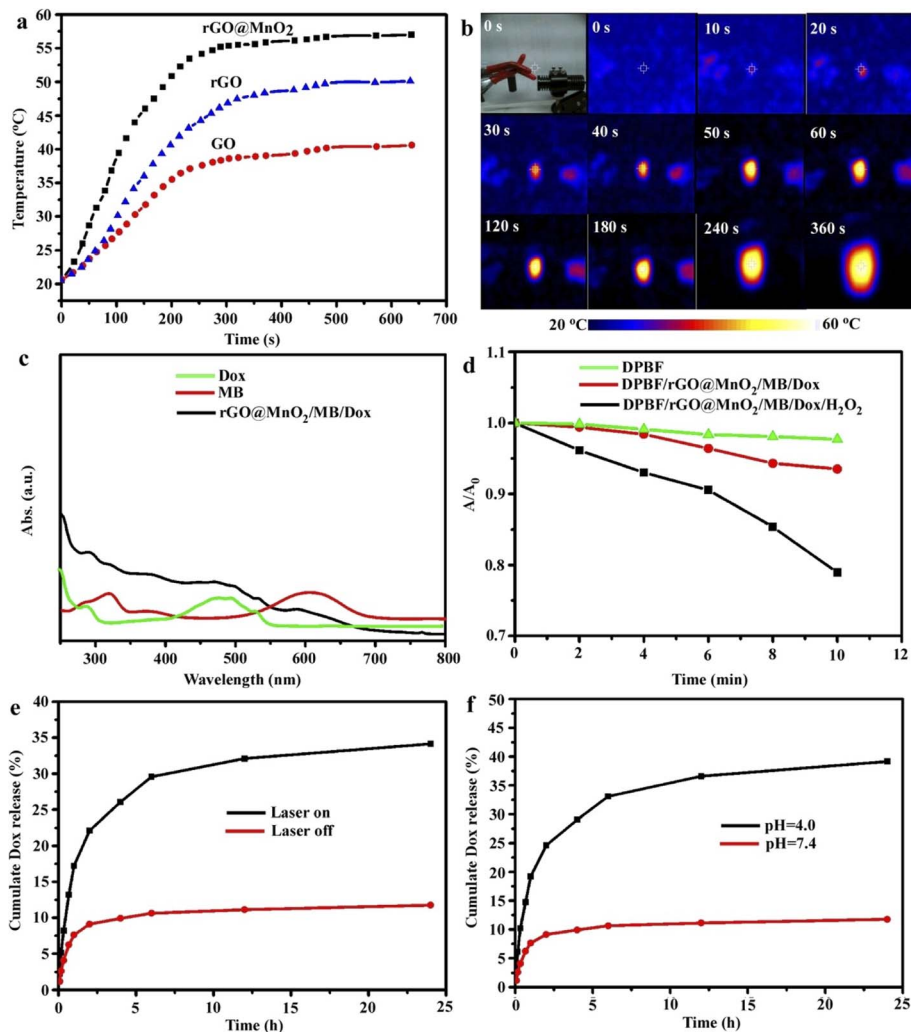 a
rGO@MnO2
rGO
GO
Temperature (ºC)
60
55
50
45
40
35
30
25
20
0 100 200 300 400 500 600 700
Time (s)
b
0 s 0 s 10 s 20 s
30 s 40 s 50 s 60 s
120 s 180 s 240 s 360 s
20 ºC 60 ºC
c
Dox
MB
rGO@MnO2/MB/Dox
Abs. (a.u.)
300 400 500 600 700 800
Wavelength (nm)
d
DPBF
DPBF/rGO@MnO2/MB/Dox
DPBF/rGO@MnO2/MB/Dox/H2O2
A/A0
1.1
1.0
0.9
0.8
0.7
0 2 4 6 8 10 12
Time (min)
e
Laser on
Laser off
Cumulate Dox release (%)
40
35
30
25
20
15
10
5
0
0 5 10 15 20 25
Time (h)
f
pH=4.0
pH=7.4
Cumulate Dox release (%)
50
45
40
35
30
25
20
15
10
5
0
0 5 10 15 20 25
Time (h)